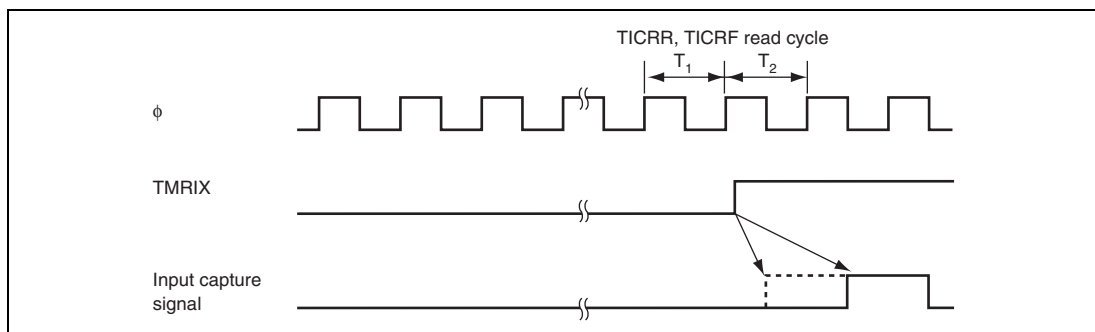 TICRR, TICRF read cycle
T1 T2
φ
TMRIX
Input capture
signal